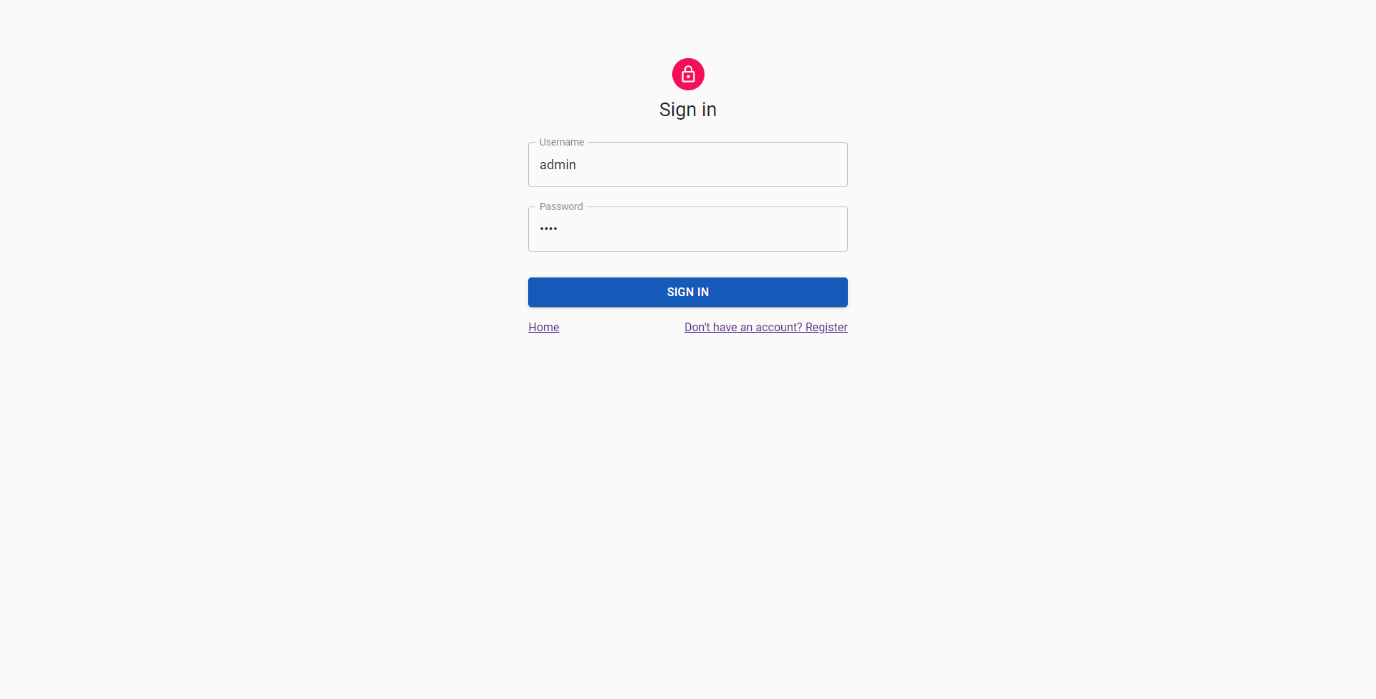 Sign in
Username
admin
Password
••••
SIGN IN
Home
Don't have an account? Register